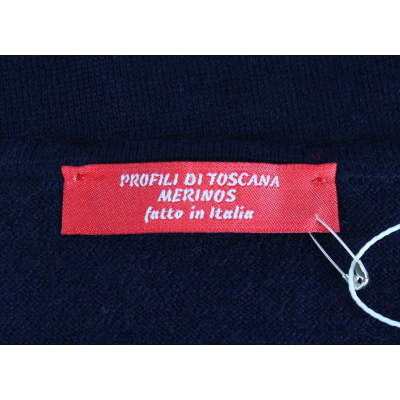 PROFILI DI TOSCANA
MERINOS
fatto in Italia